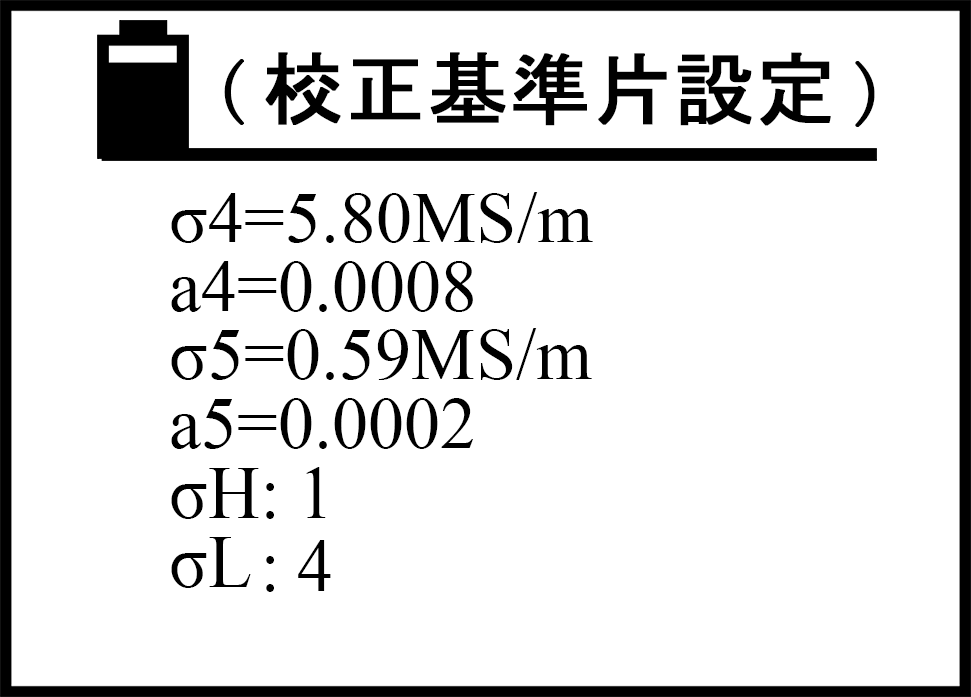 (校正基準片設定)
σ4=5.80MS/m
a4=0.0008
σ5=0.59MS/m
a5=0.0002
σH: 1
σL: 4